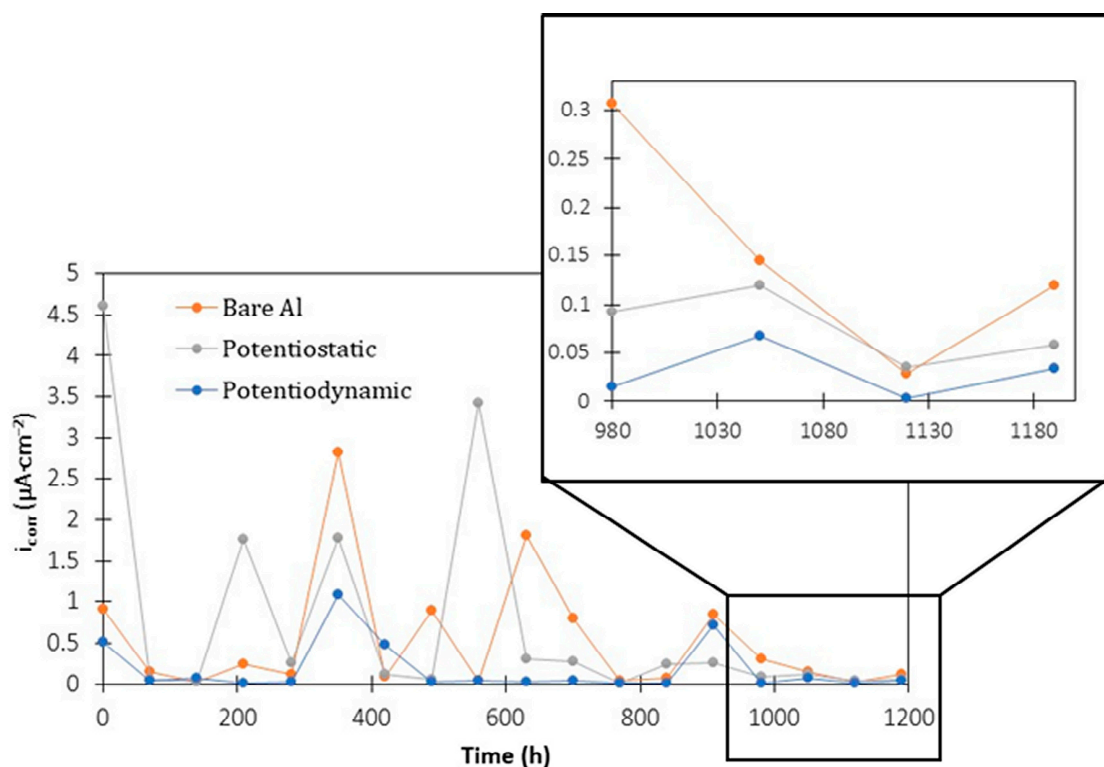 0.3
0.25
0.2
0.15
0.1
0.05
0
980 1030 1080 1130 1180
5
4.5
4
3.5
3
2.5
2
1.5
1
0.5
0
Bare Al
Potentiostatic
Potentiodynamic
i_corr (µA·cm⁻²)
0 200 400 600 800 1000 1200
Time (h)